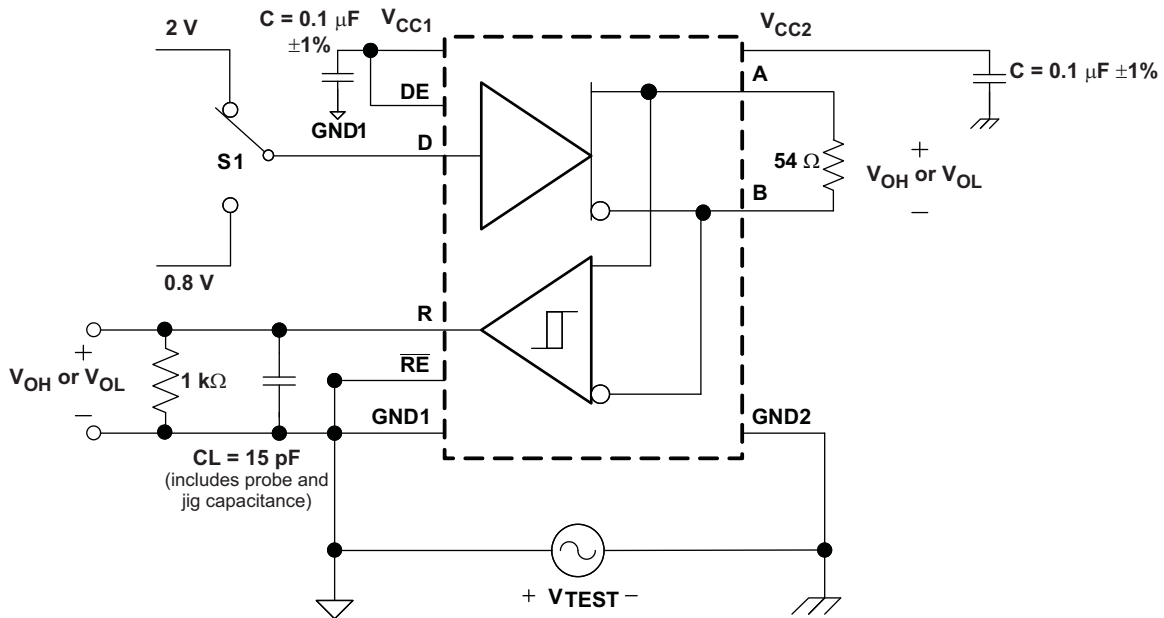 2 V
C = 0.1 μF
±1%
VCC1
VCC2
A
C = 0.1 μF ±1%
DE
GND1
D
S1
54 Ω
+
VOH or VOL
−
B
0.8 V
R
+
VOH or VOL
−
1 kΩ
RE
GND1
GND2
CL = 15 pF
(includes probe and
jig capacitance)
+ VTEST −